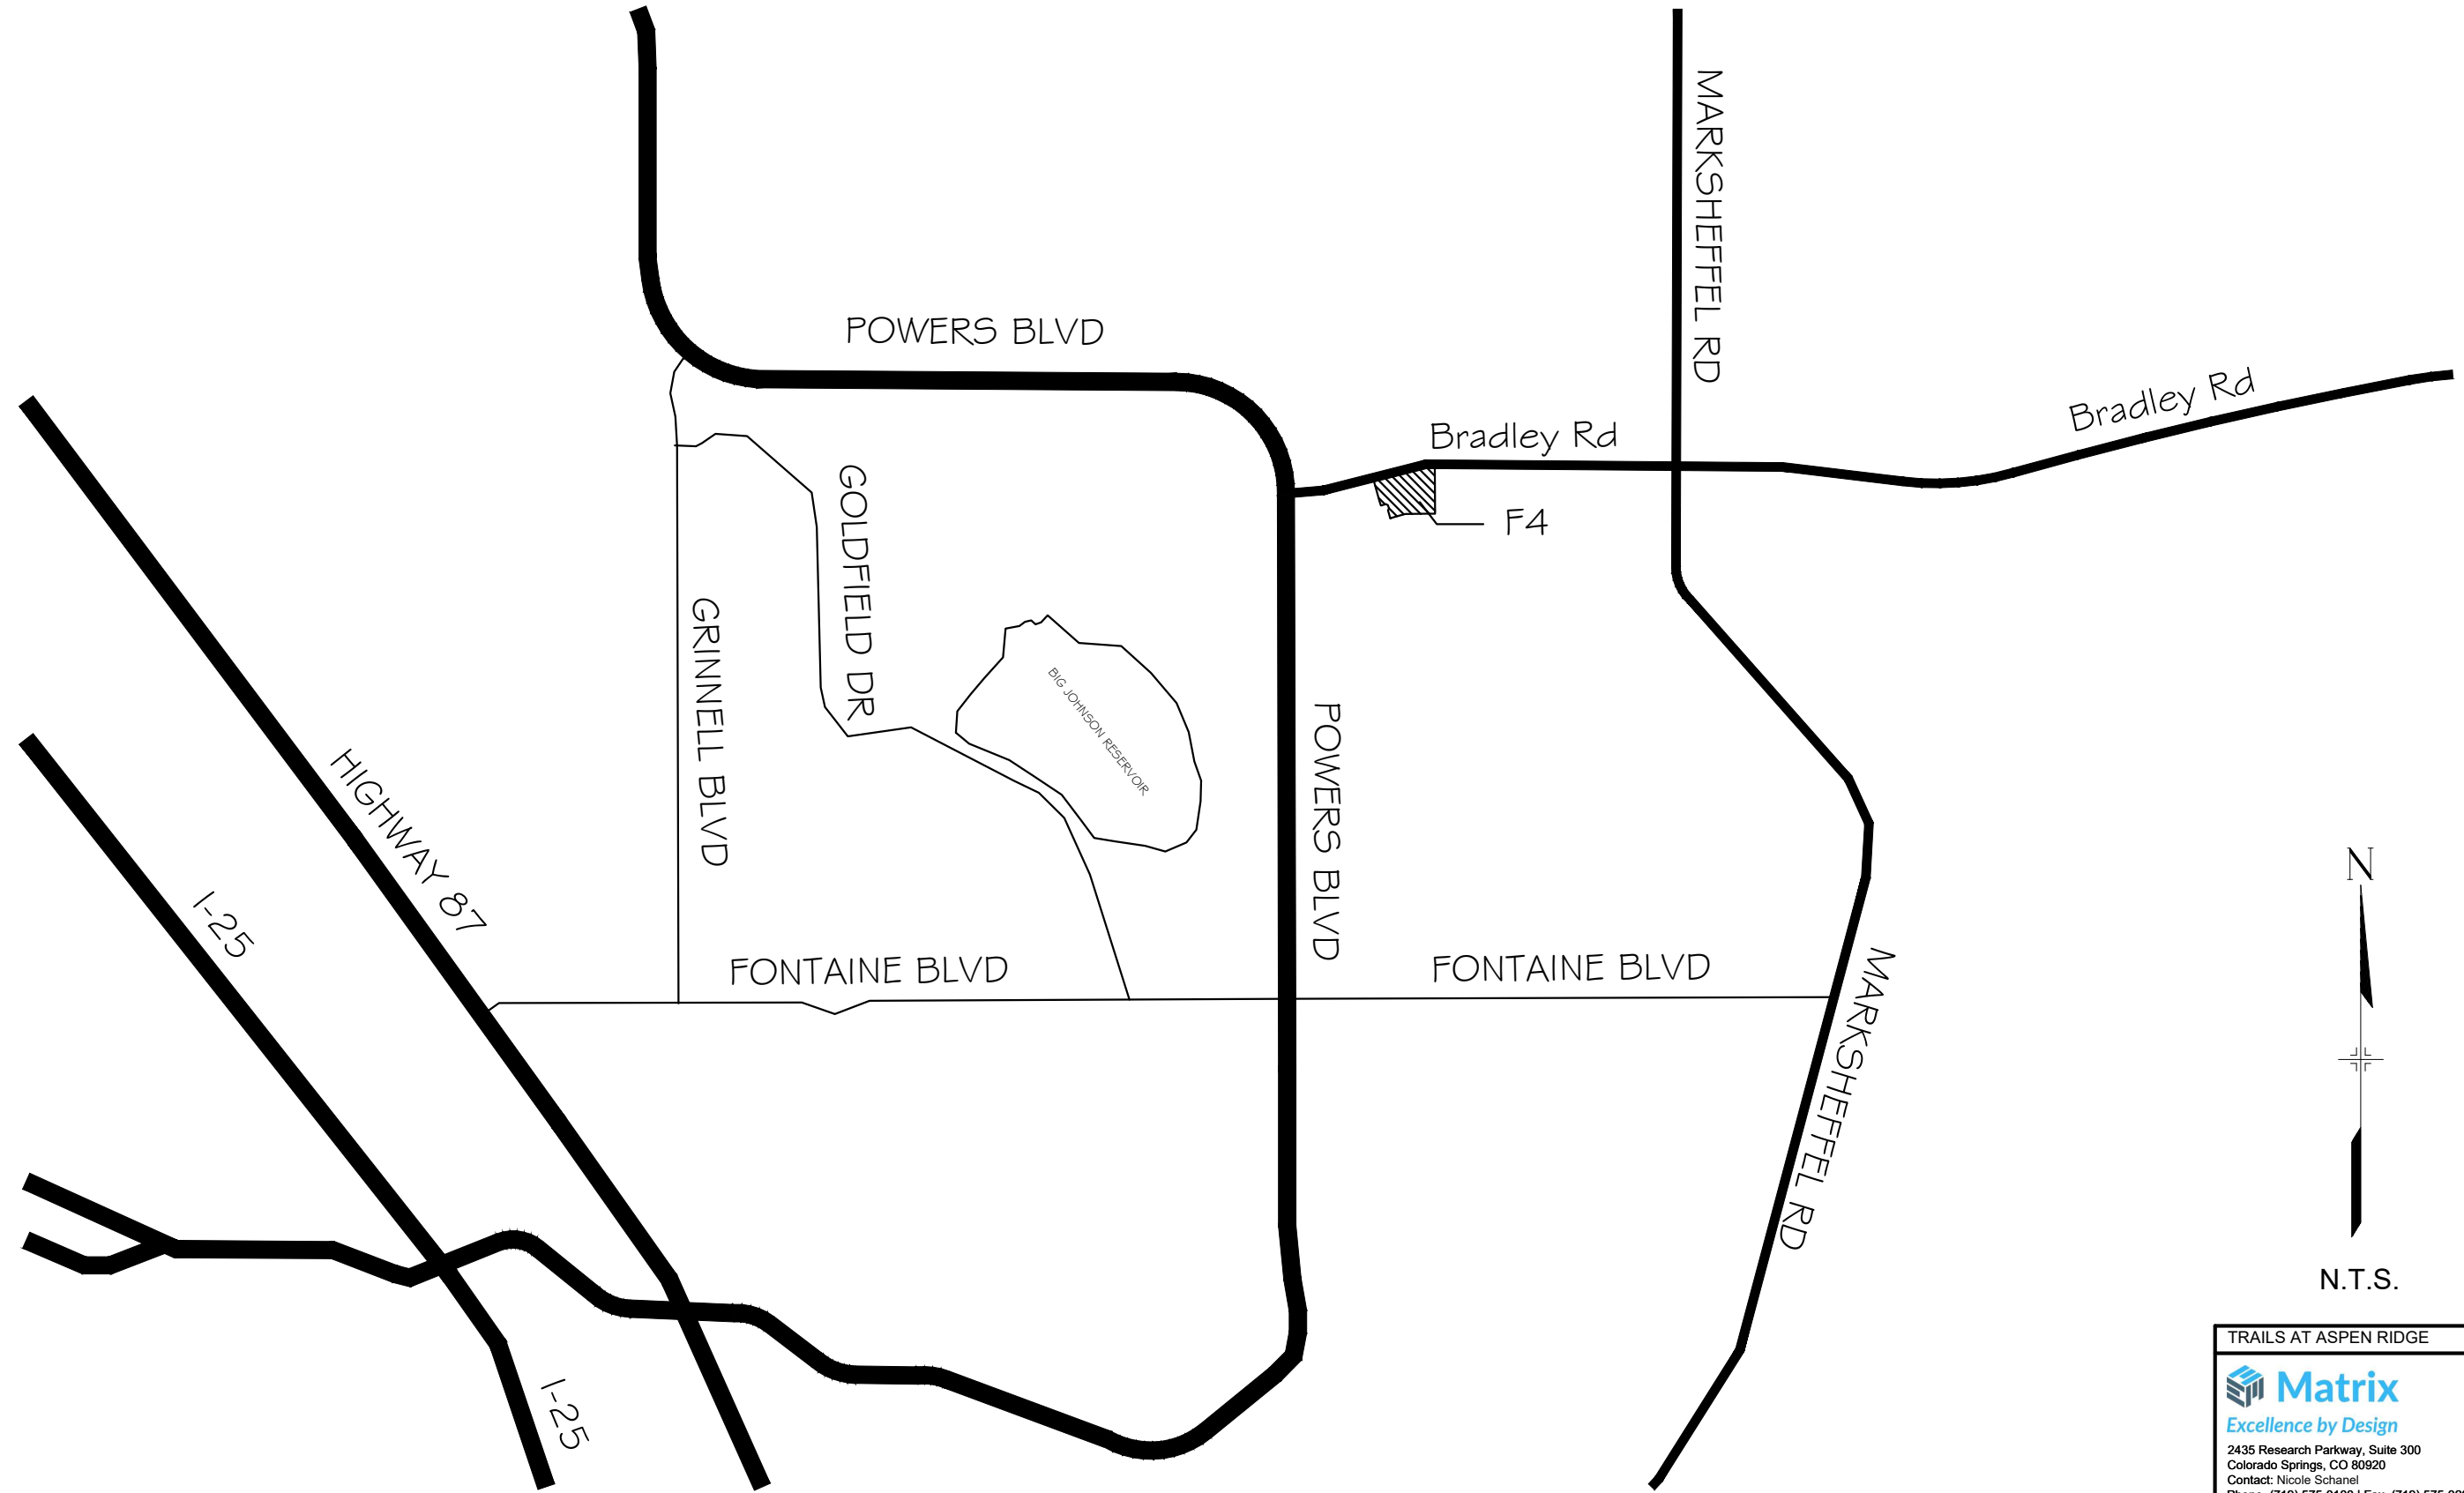 MARKSHEFFEL RD
POWERS BLVD
Bradley Rd
Bradley Rd
F4
GOLDFIELD DR
GRINNELL BLVD
BIG JOHNSON RESERVOIR
POWERS BLVD
HIGHWAY 87
I-25
FONTAINE BLVD
FONTAINE BLVD
MARKSHEFFEL RD
N
N.T.S.
I-25
TRAILS AT ASPEN RIDGE
Matrix
Excellence by Design
2435 Research Parkway, Suite 300
Colorado Springs, CO 80920
Contact: Nicole Schanel